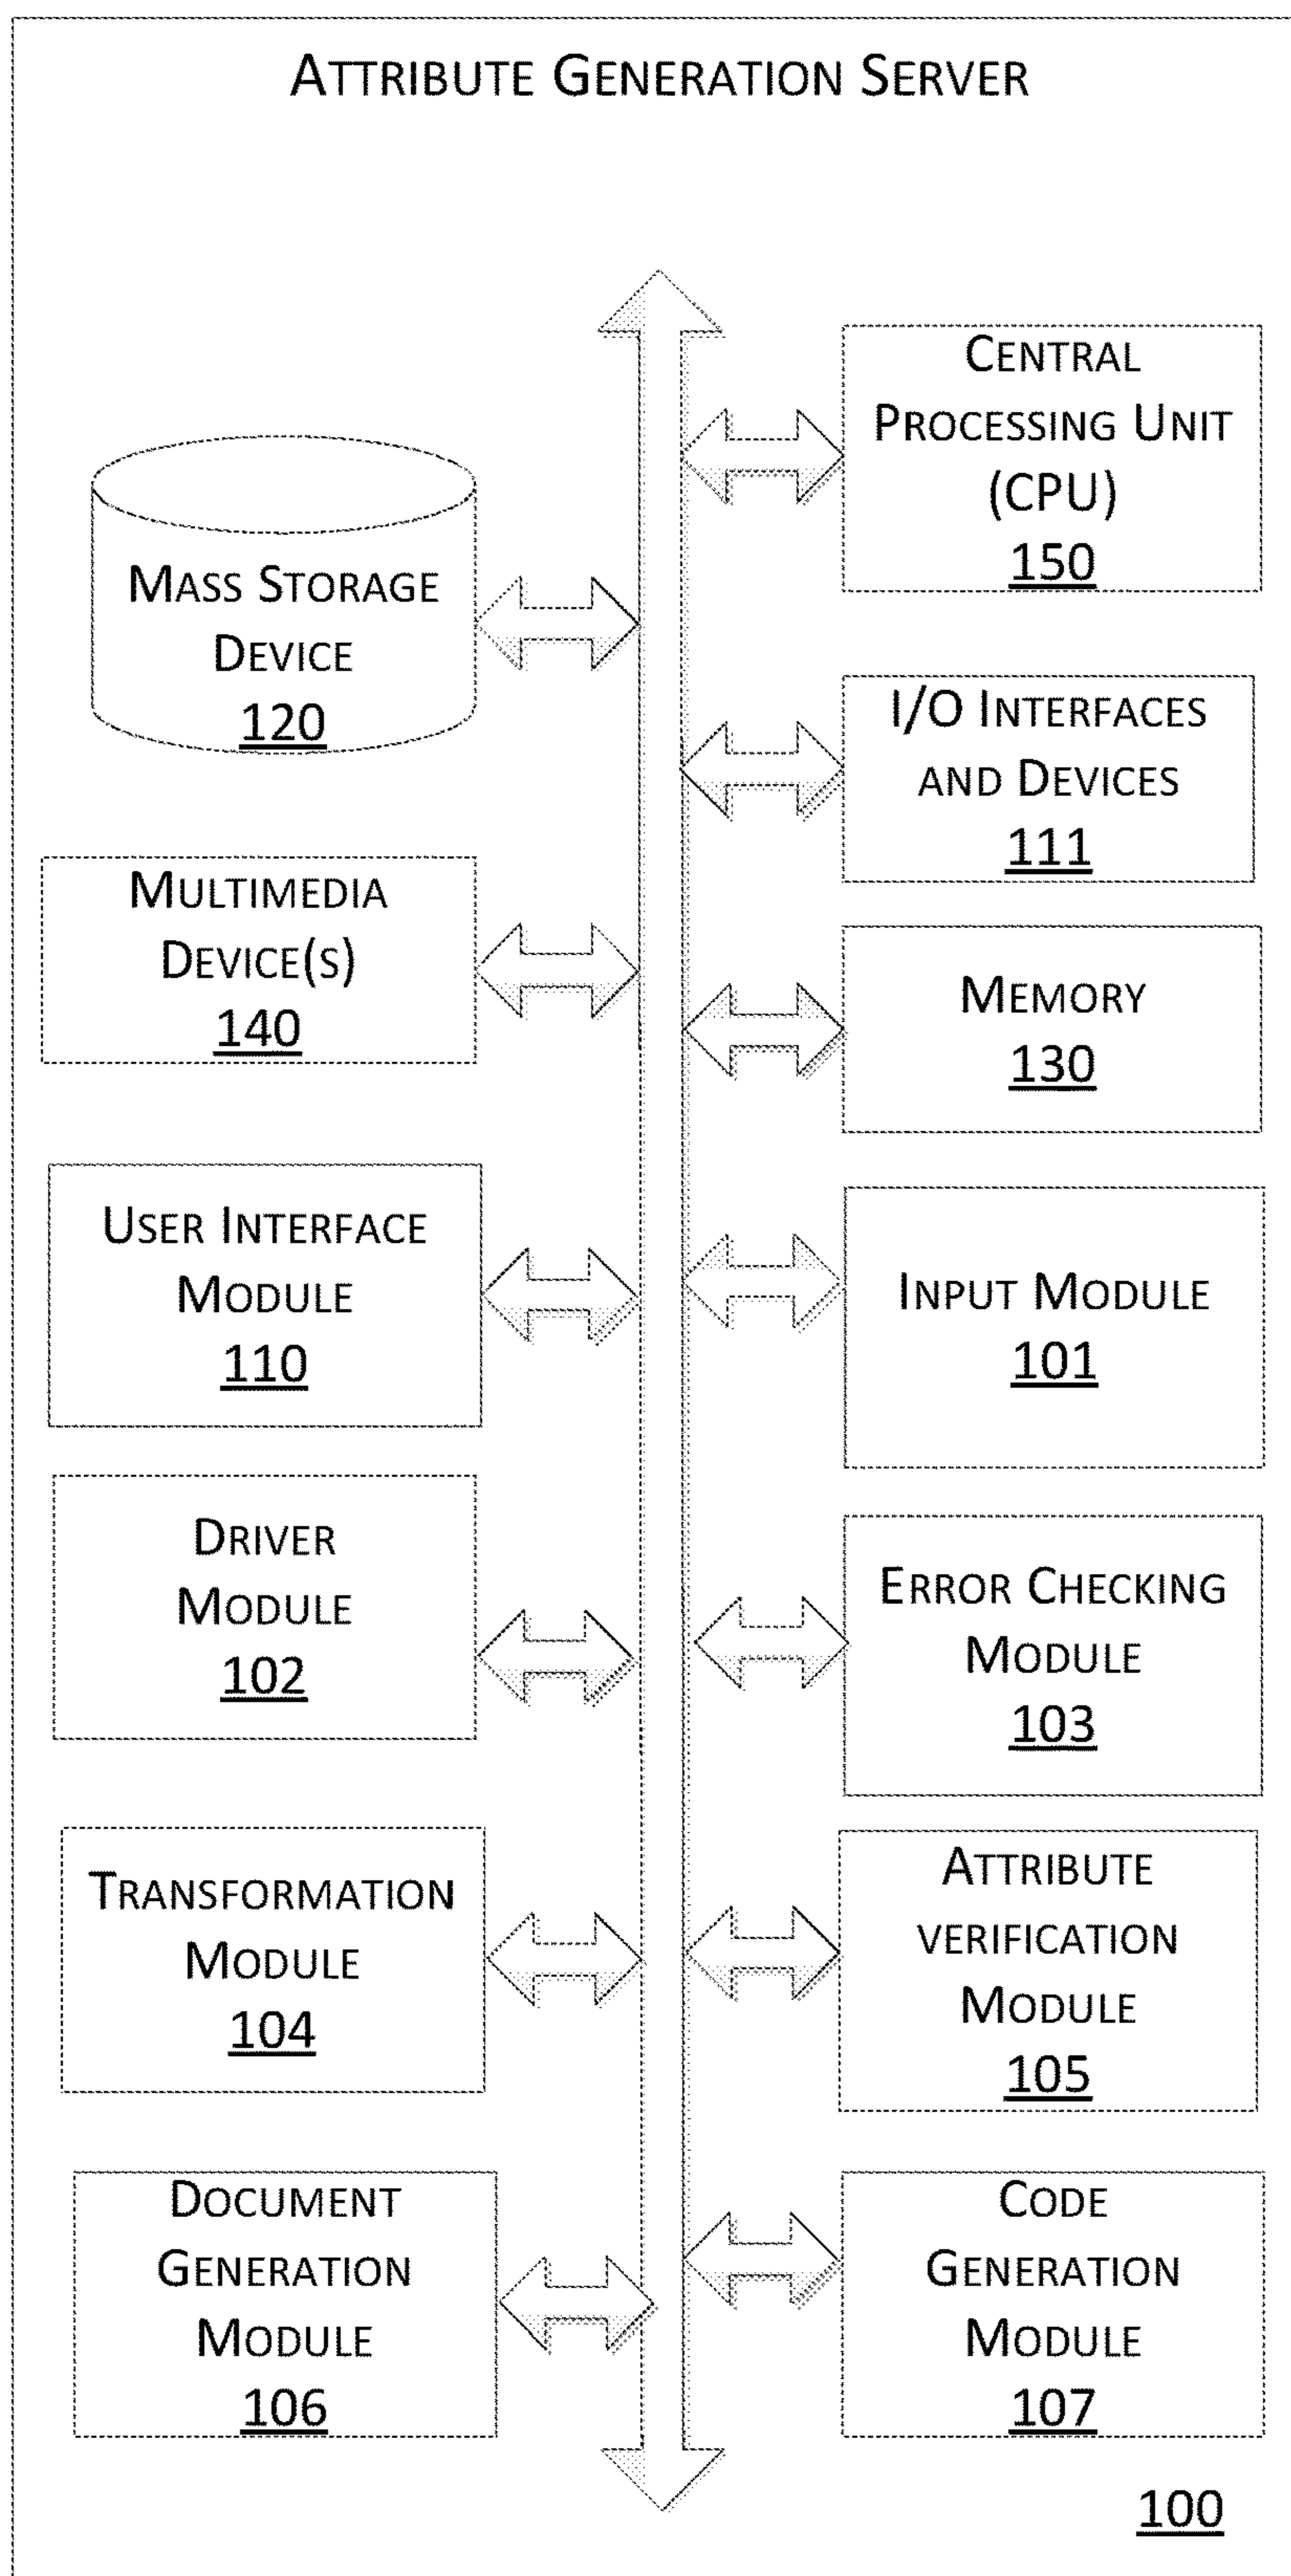 ATTRIBUTE GENERATION SERVER
CENTRAL
PROCESSING UNIT
(CPU)
150
MASS STORAGE
DEVICE
120
I/O INTERFACES
AND DEVICES
111
MULTIMEDIA
DEVICE(S)
140
MEMORY
130
USER INTERFACE
MODULE
110
INPUT MODULE
101
DRIVER
MODULE
102
ERROR CHECKING
MODULE
103
TRANSFORMATION
MODULE
104
ATTRIBUTE
VERIFICATION
MODULE
105
DOCUMENT
GENERATION
MODULE
106
CODE
GENERATION
MODULE
107
100